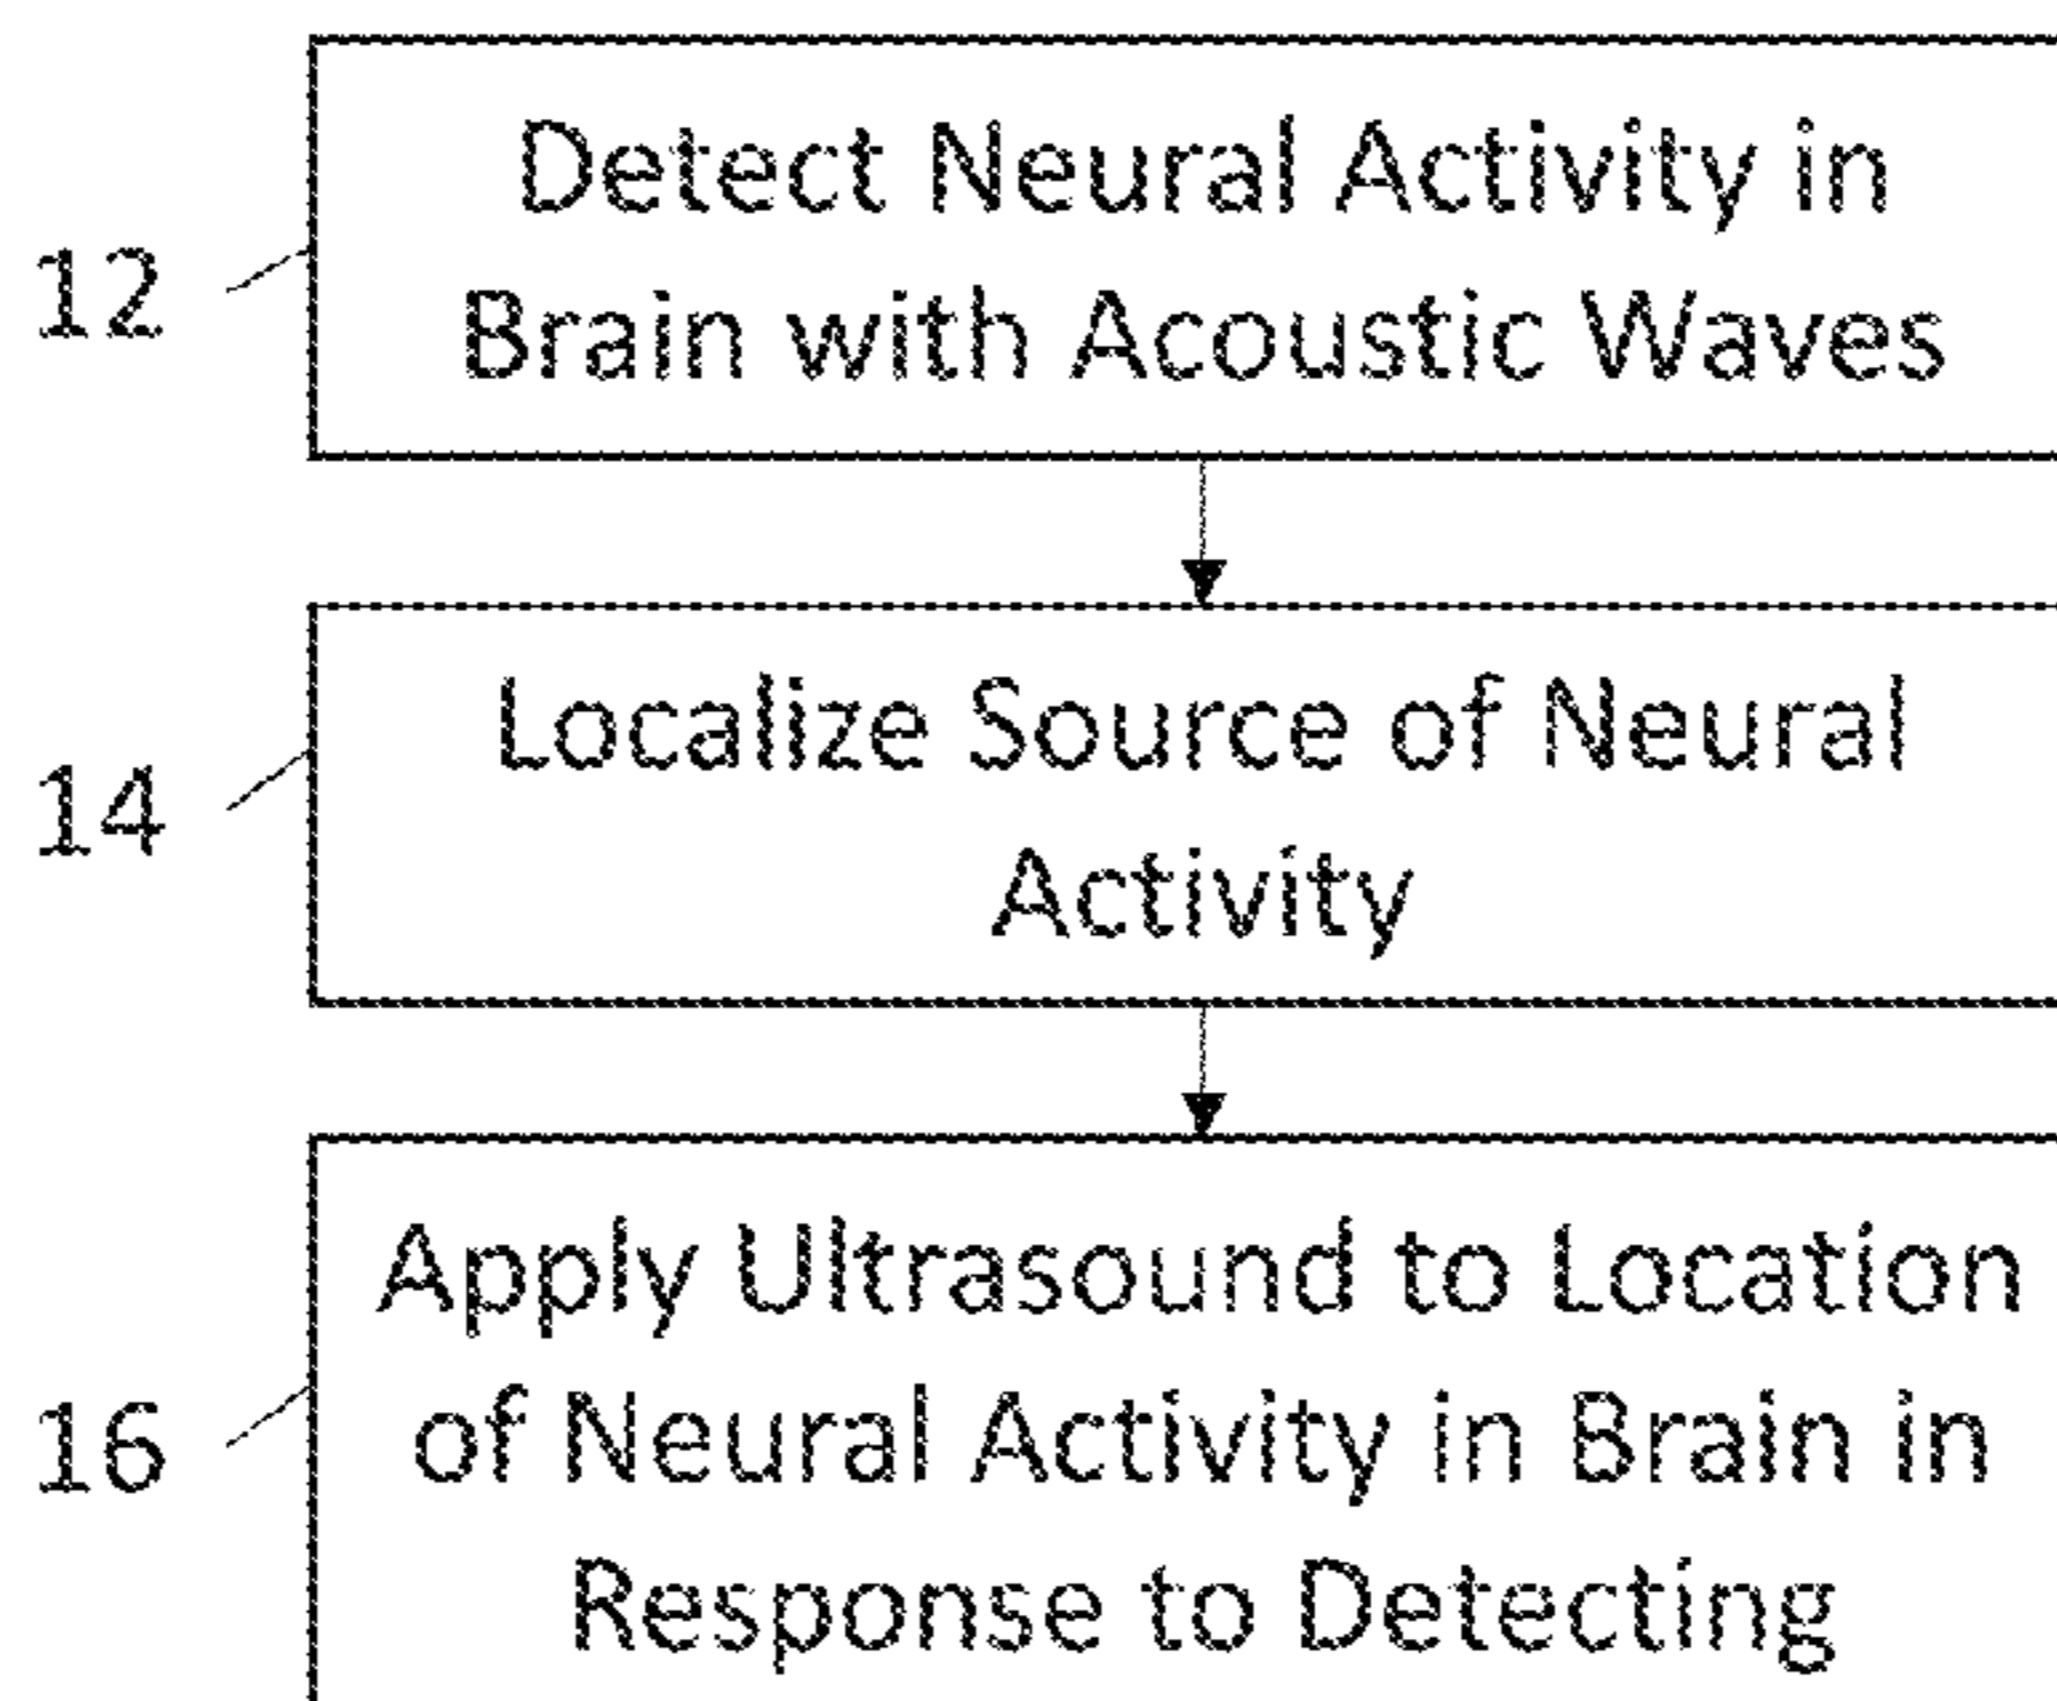 Detect Neural Activity in
12
Brain with Acoustic Waves
Localize Source of Neural
14
Activity
Apply Ultrasound to Location
16
of Neural Activity in Brain in
Response to Detecting